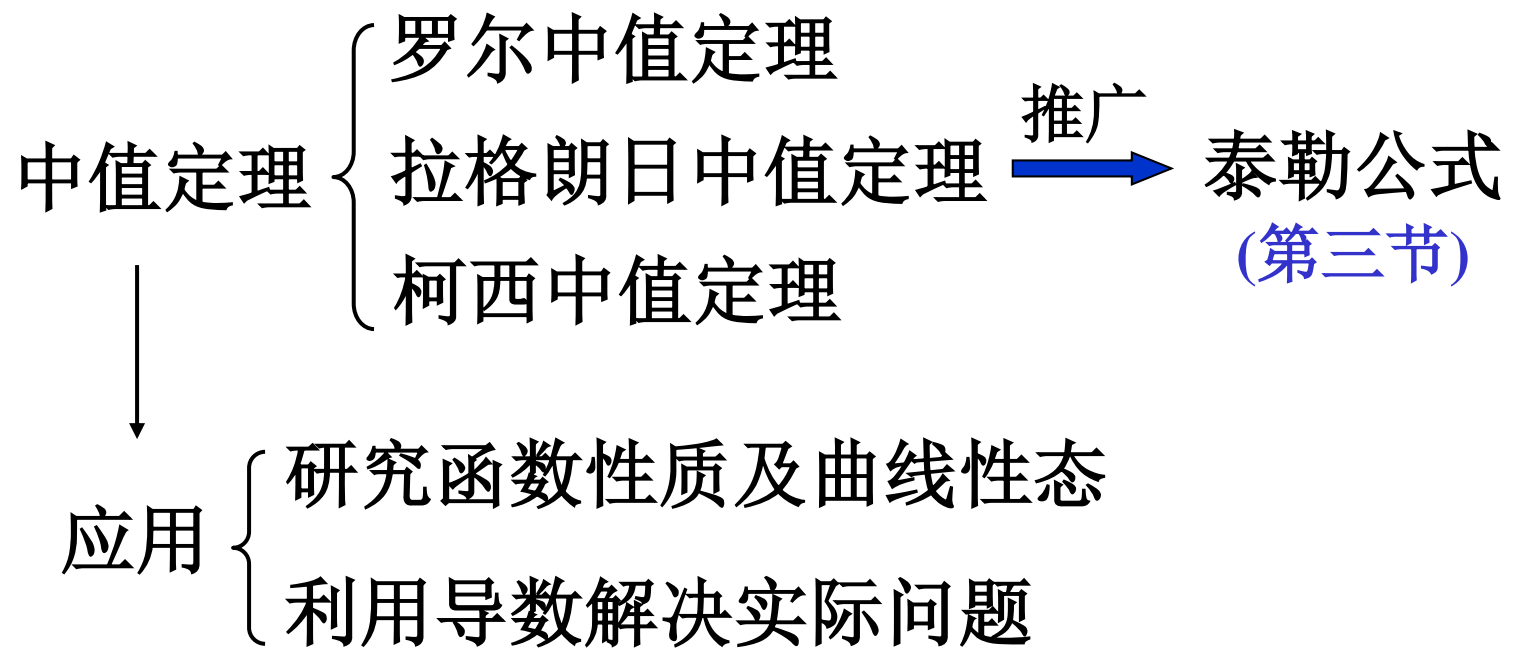 罗尔中值定理
推广
中值定理
拉格朗日中值定理
泰勒公式
(第三节)
柯西中值定理
研究函数性质及曲线性态
应用
利用导数解决实际问题